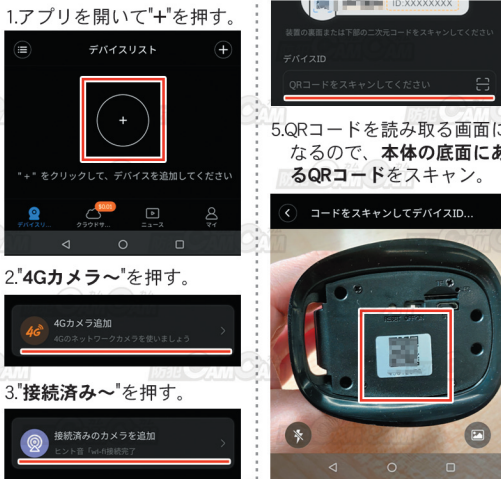 1.アプリを開いて"+"を押す。
デバイスリスト
"+" をクリックして、デバイスを追加してください
$0.01
デバイスリ...
クラウドサ...
ニュース
マイ
2."4Gカメラ～"を押す。
4G
4Gカメラ追加
4Gのネットワークカメラを使いましょう
3."接続済み～"を押す。
接続済みのカメラを追加
ヒント音「wi-fi接続完了
ID:XXXXXXXX
装置の裏面または下部の二次元コードをスキャンしてください
デバイスID
QRコードをスキャンしてください
5.QRコードを読み取る画面に
なるので、本体の底面にあ
るQRコードをスキャン。
コードをスキャンしてデバイスID...